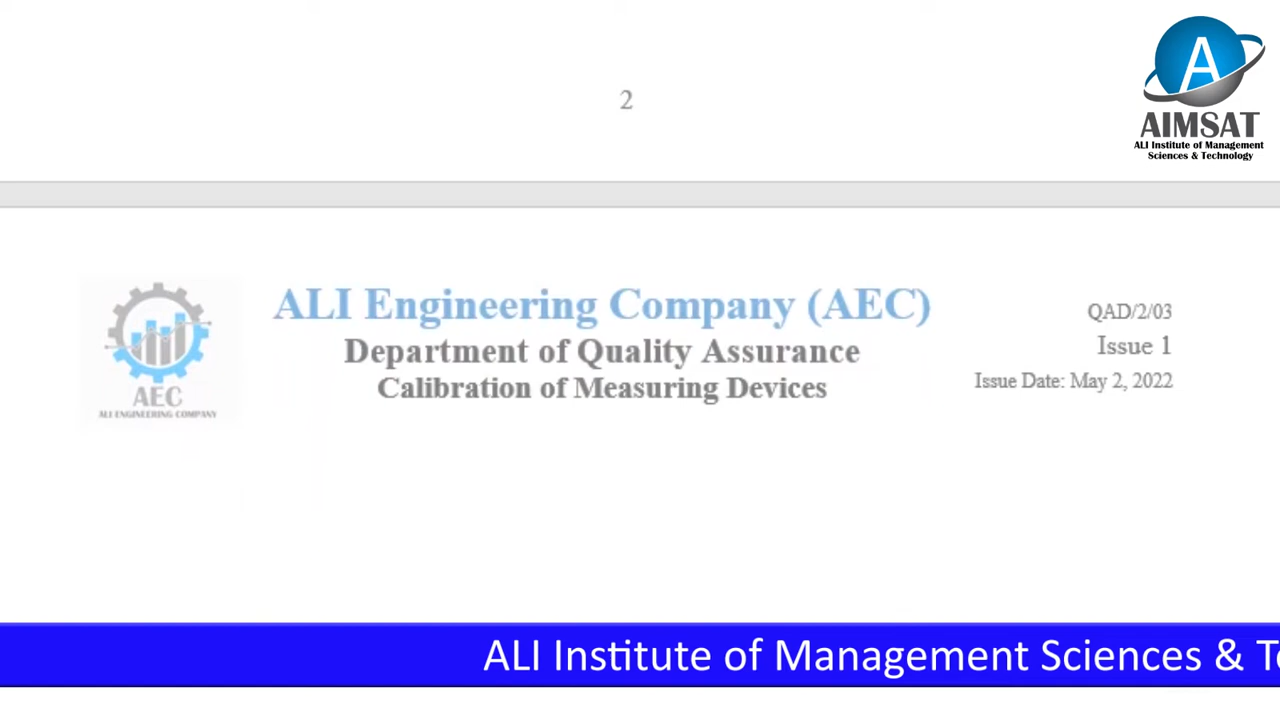 2
A
AIMSAT
ALI Institute of Management
Sciences & Technology
ALI Engineering Company (AEC)
Department of Quality Assurance
Calibration of Measuring Devices
QAD/2/03
Issue 1
Issue Date: May 2, 2022
AEC
ALI ENGINEERING COMPANY
ALI Institute of Management Sciences & Te